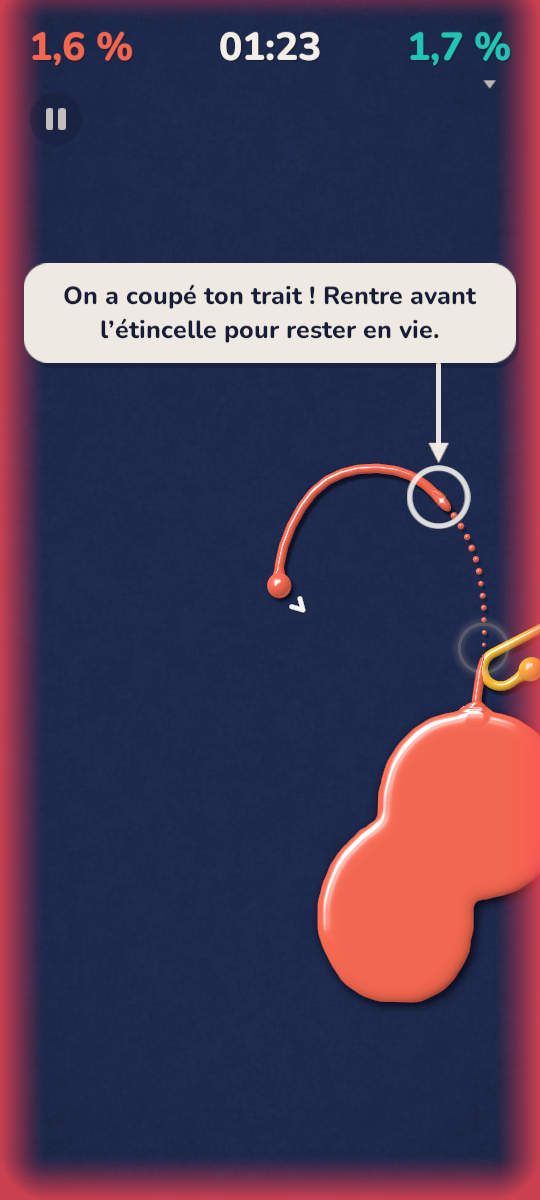 1,6 % 01:23 1,7 %
On a coupé ton trait ! Rentre avant
l’étincelle pour rester en vie.